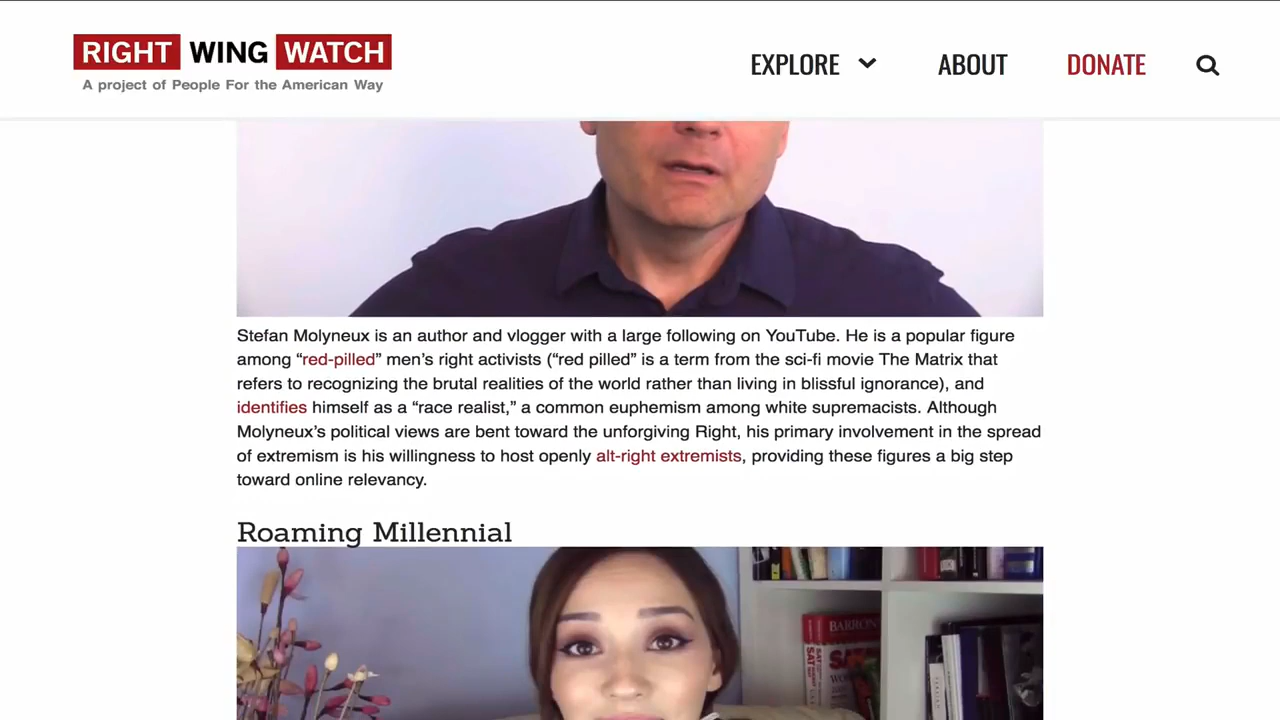 RIGHT WING WATCH
A project of People For the American Way
EXPLORE ABOUT DONATE
Stefan Molyneux is an author and vlogger with a large following on YouTube. He is a popular figure
among “red-pilled” men’s right activists (“red pilled” is a term from the sci-fi movie The Matrix that
refers to recognizing the brutal realities of the world rather than living in blissful ignorance), and
identifies himself as a “race realist,” a common euphemism among white supremacists. Although
Molyneux’s political views are bent toward the unforgiving Right, his primary involvement in the spread
of extremism is his willingness to host openly alt-right extremists, providing these figures a big step
toward online relevancy.
Roaming Millennial
BARRON
SAT